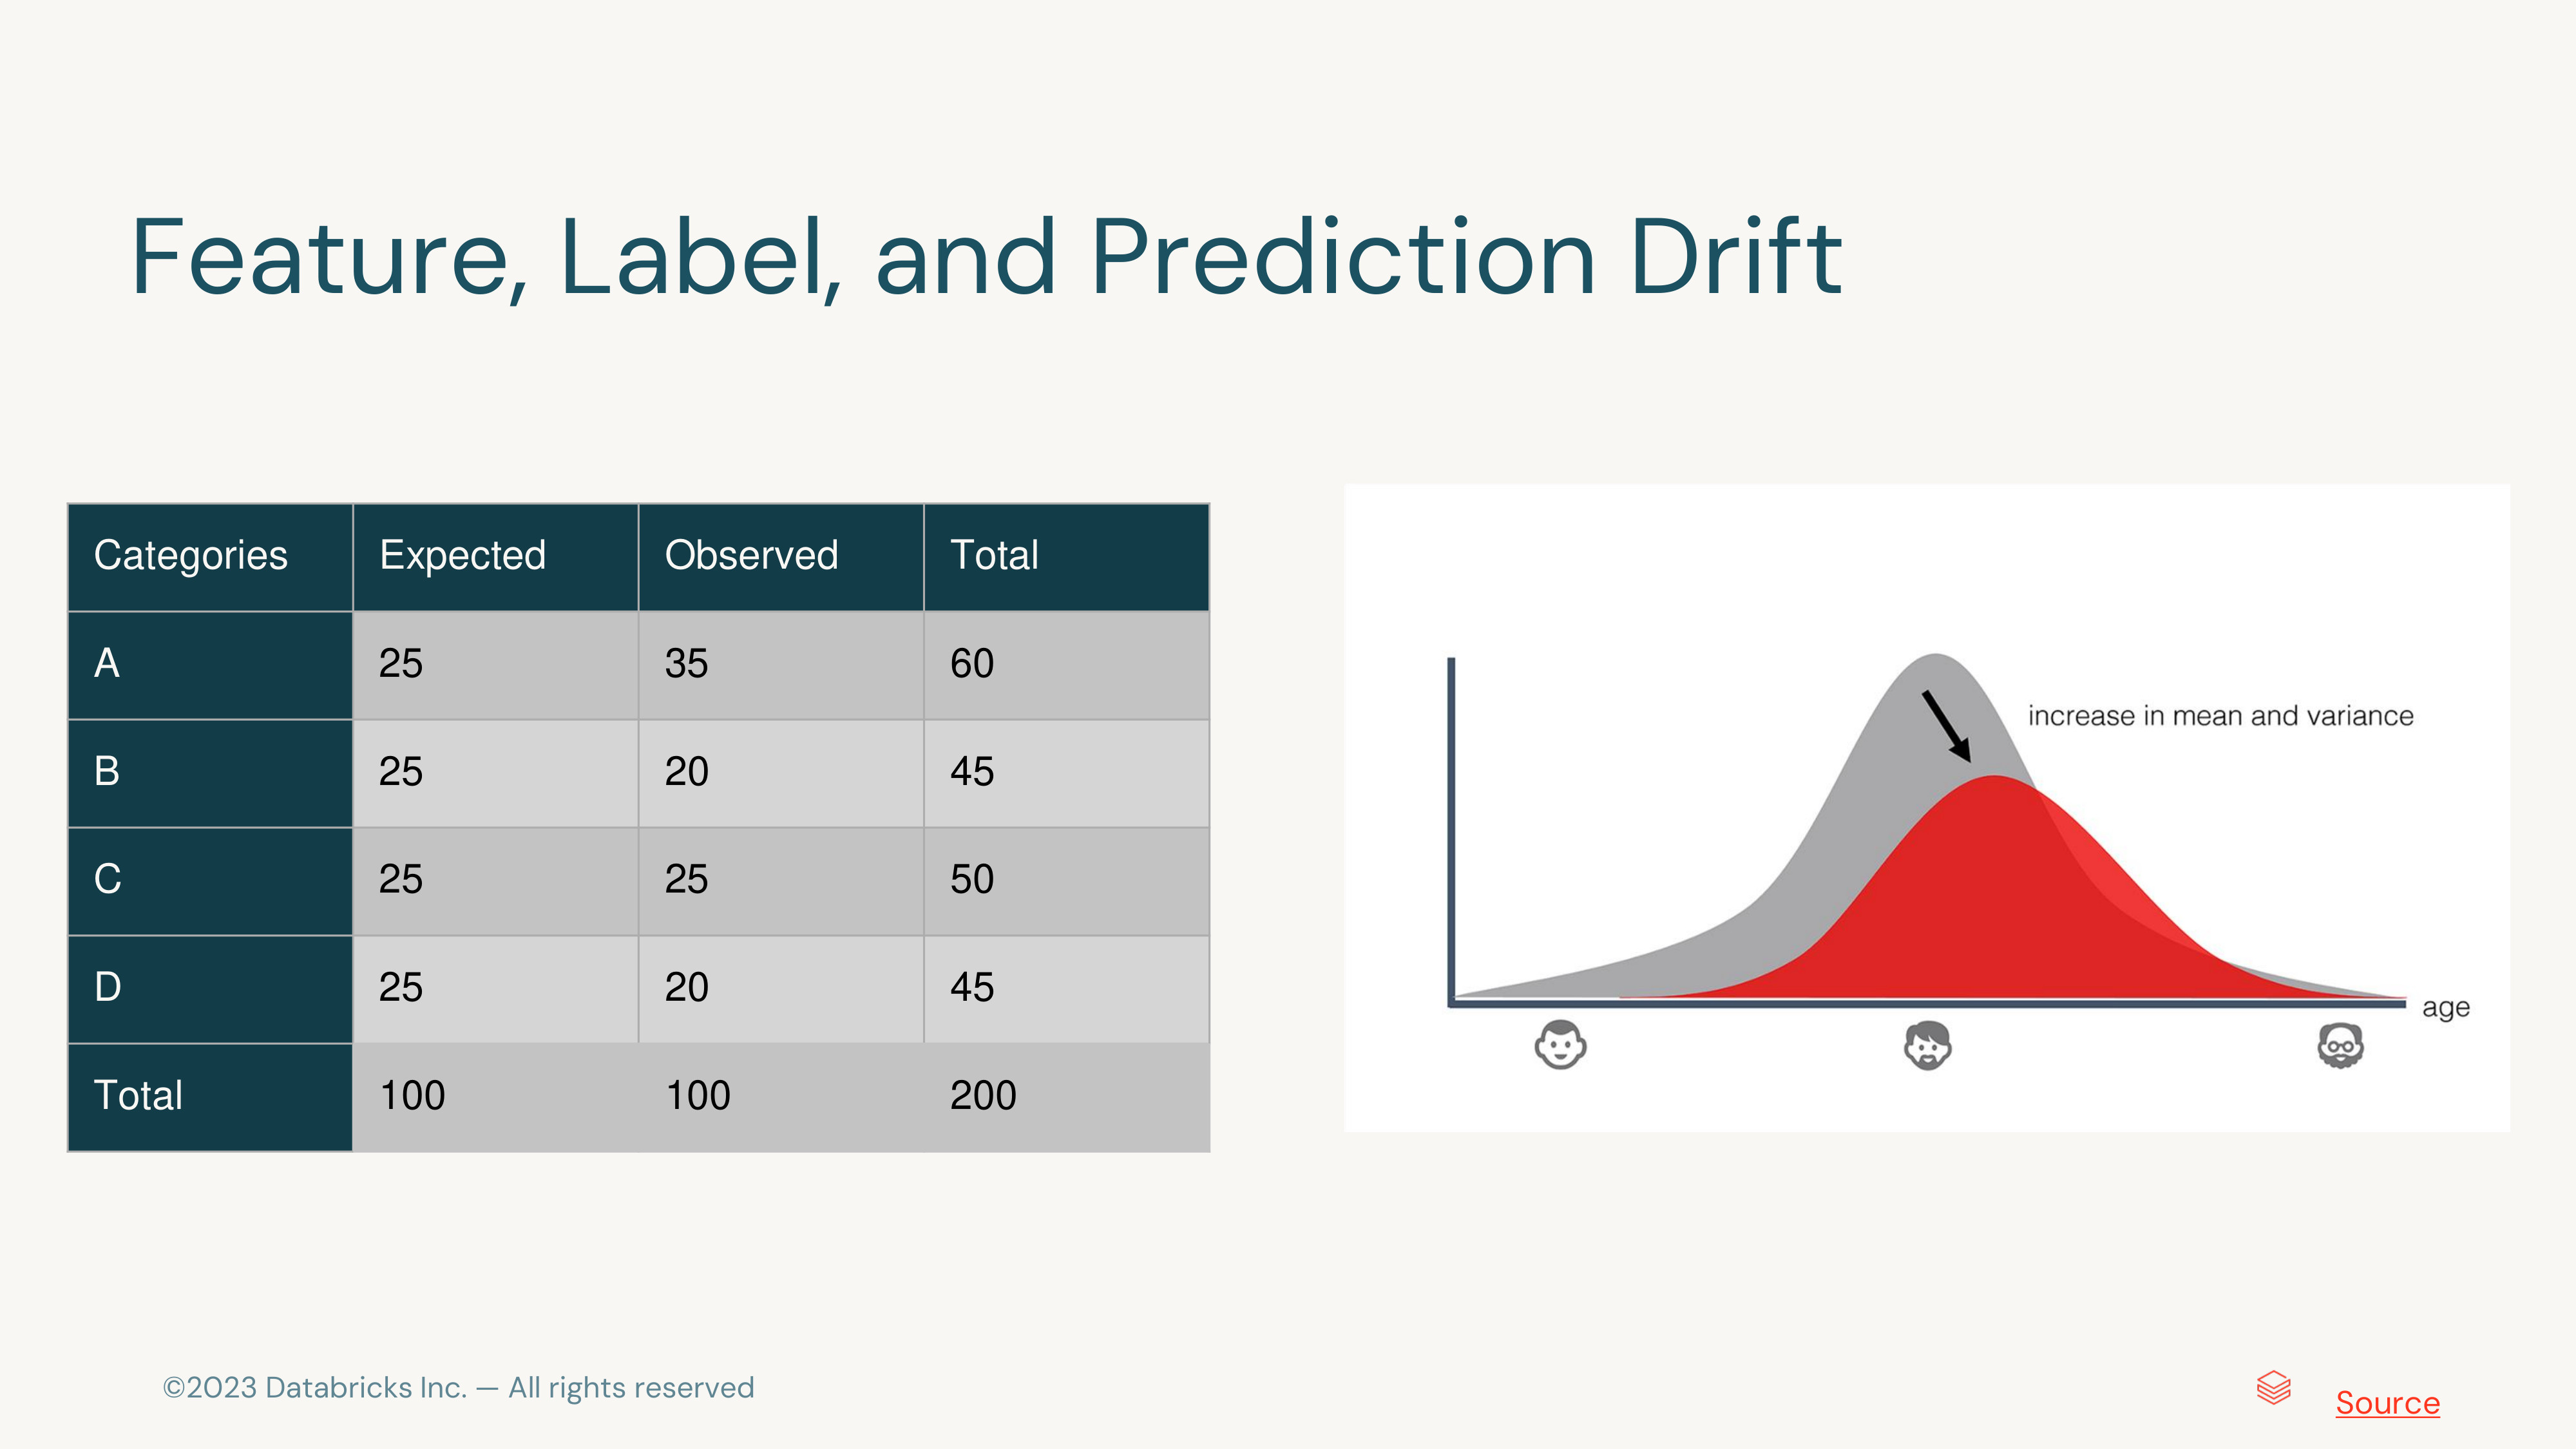 Feature, Label, and Prediction Drift
Categories Expected Observed Total
A 25 35 60
B 25 20 45
C 25 25 50
D 25 20 45
Total 100 100 200
increase in mean and variance
age
©2023 Databricks Inc. — All rights reserved
Source